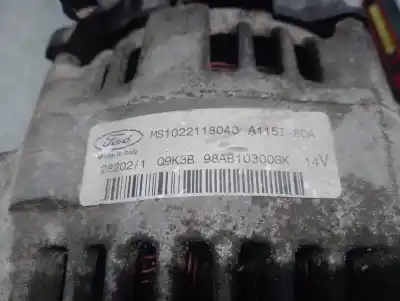 Ford MS1022118040 A115I-80A
Made in Italy
28202/1 Q9K3B 98AB10300GK 14V